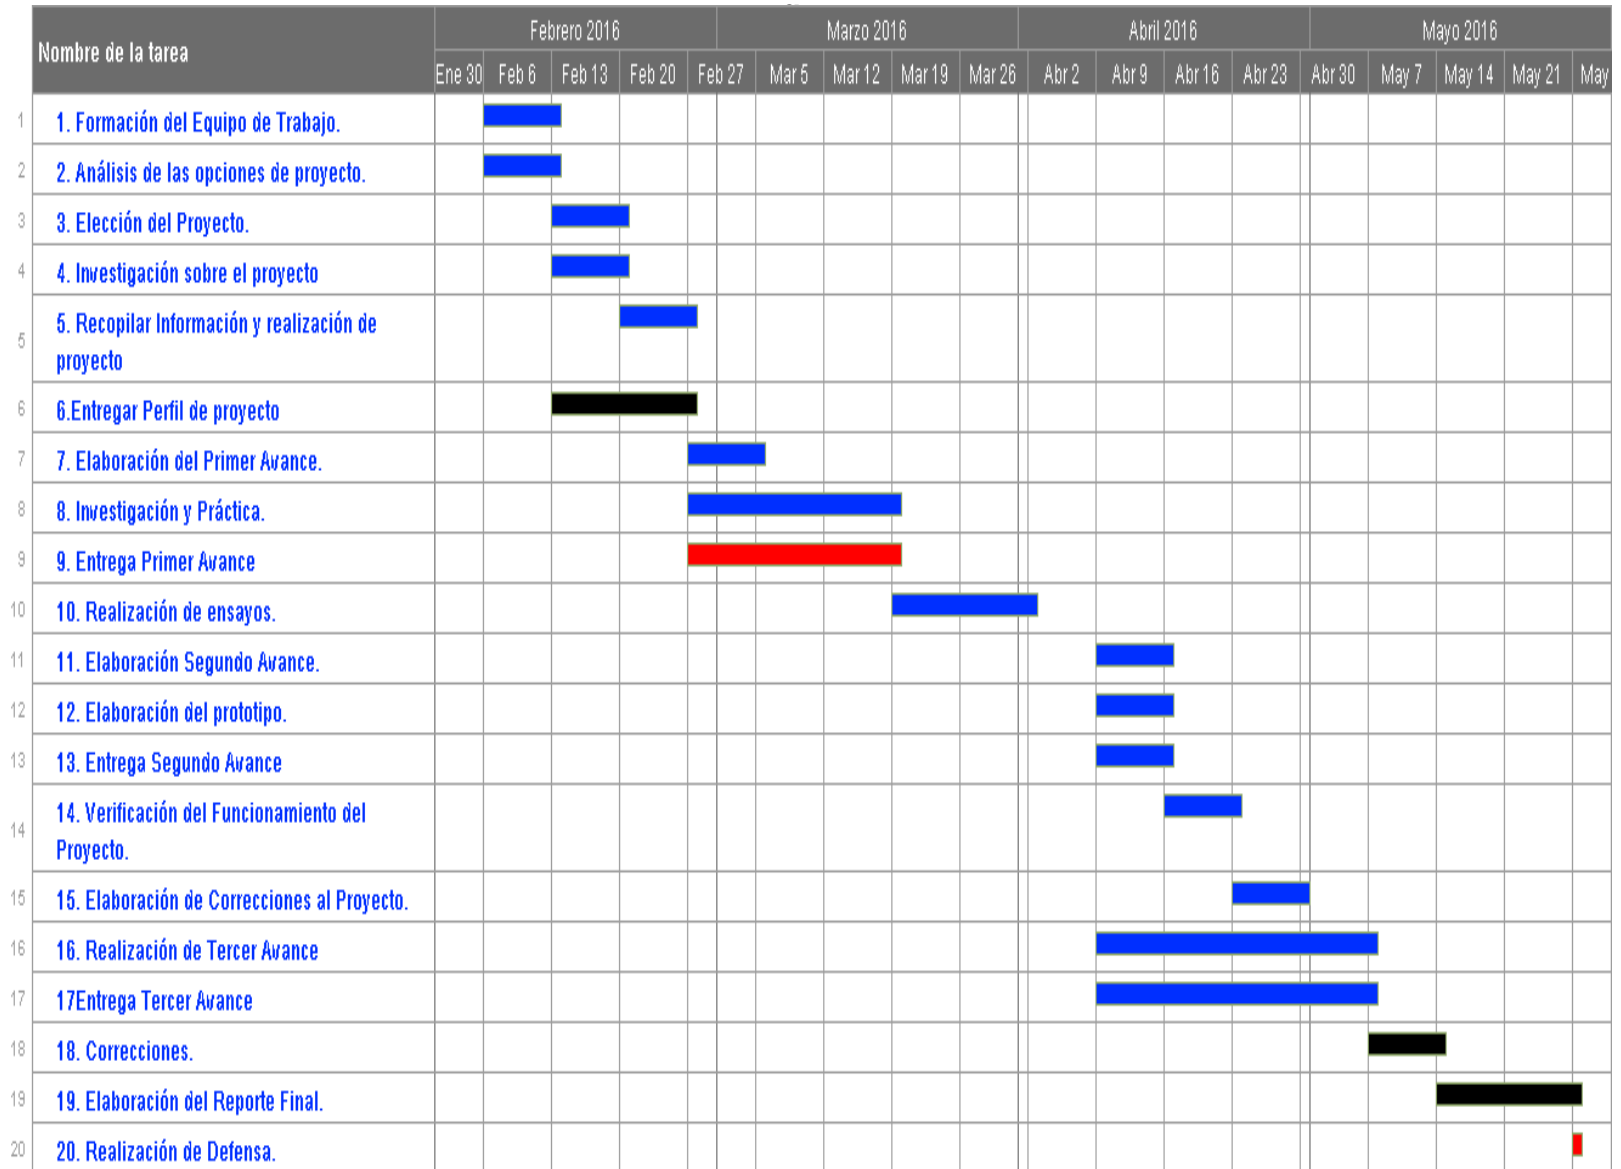 Nombre de la tarea
Febrero 2016 Marzo 2016 Abril 2016 Mayo 2016
Ene 30 Feb 6 Feb 13 Feb 20 Feb 27 Mar 5 Mar 12 Mar 19 Mar 26 Abr 2 Abr 9 Abr 16 Abr 23 Abr 30 May 7 May 14 May 21 May
1 1. Formación del Equipo de Trabajo.
2 2. Análisis de las opciones de proyecto.
3 3. Elección del Proyecto.
4 4. Investigación sobre el proyecto
5 5. Recopilar Información y realización de
proyecto
6 6.Entregar Perfil de proyecto
7 7. Elaboración del Primer Avance.
8 8. Investigación y Práctica.
9 9. Entrega Primer Avance
10 10. Realización de ensayos.
11 11. Elaboración Segundo Avance.
12 12. Elaboración del prototipo.
13 13. Entrega Segundo Avance
14 14. Verificación del Funcionamiento del
Proyecto.
15 15. Elaboración de Correcciones al Proyecto.
16 16. Realización de Tercer Avance
17 17Entrega Tercer Avance
18 18. Correcciones.
19 19. Elaboración del Reporte Final.
20 20. Realización de Defensa.